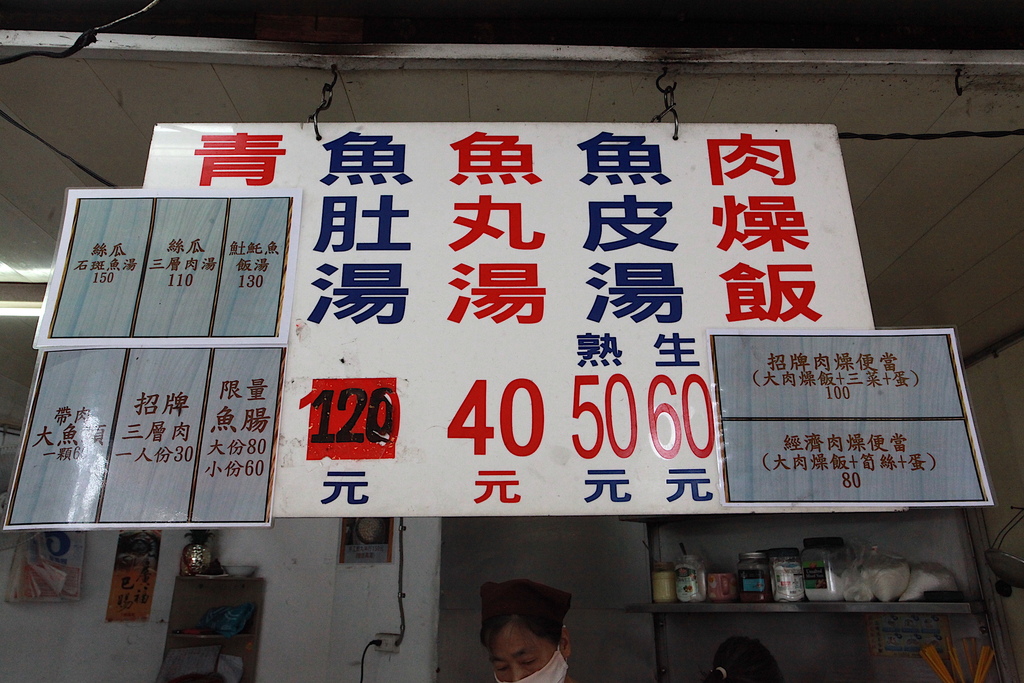 肉燥飯
魚皮湯
熟 生
50 60
元 元
魚丸湯
40
元
魚肚湯
120
元
青
絲瓜
石斑魚湯
150
絲瓜
三層肉湯
110
魠魚
飯湯
130
帶肉
大魚頭
一顆6
招牌
三層肉
一人份30
限量
魚腸
大份80
小份60
招牌肉燥便當
(大肉燥飯+三菜+蛋)
100
經濟肉燥便當
(大肉燥飯+筍絲+蛋)
80